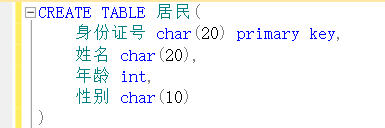 CREATE TABLE 居民(
身份证号 char(20) primary key,
姓名 char(20),
年龄 int,
性别 char(10)
)